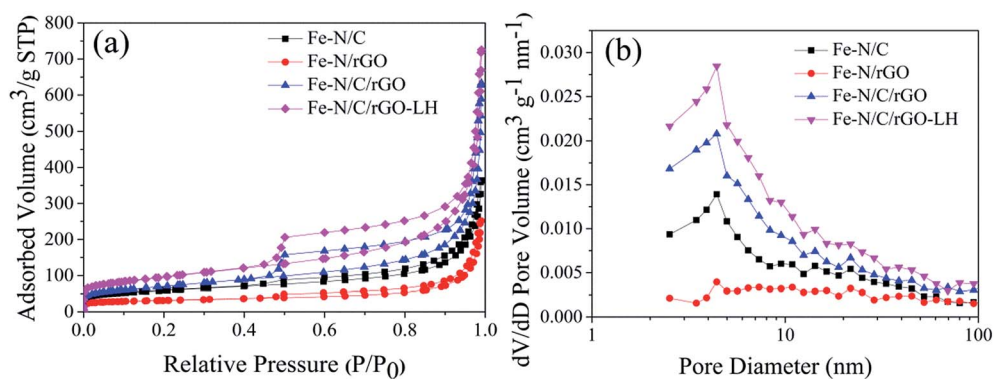 (a)
Fe-N/C
Fe-N/rGO
Fe-N/C/rGO
Fe-N/C/rGO-LH
Adsorbed Volume (cm³/g STP)
800
700
600
500
400
300
200
100
0
0.0 0.2 0.4 0.6 0.8 1.0
Relative Pressure (P/P₀)
(b)
Fe-N/C
Fe-N/rGO
Fe-N/C/rGO
Fe-N/C/rGO-LH
dV/dD Pore Volume (cm³ g⁻¹ nm⁻¹)
0.030
0.025
0.020
0.015
0.010
0.005
0.000
1 10 100
Pore Diameter (nm)